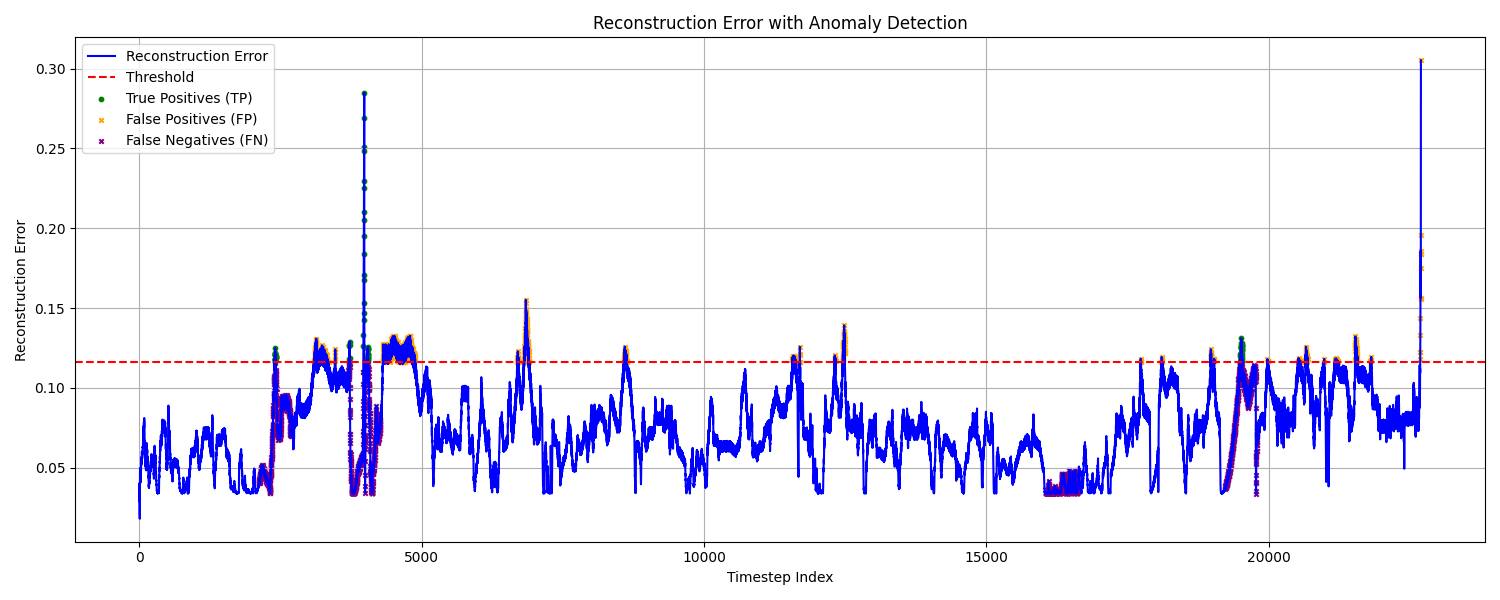 Reconstruction Error with Anomaly Detection
Reconstruction Error
Threshold
True Positives (TP)
False Positives (FP)
False Negatives (FN)
0.30
0.25
0.20
0.15
0.10
0.05
Reconstruction Error
0 5000 10000 15000 20000
Timestep Index